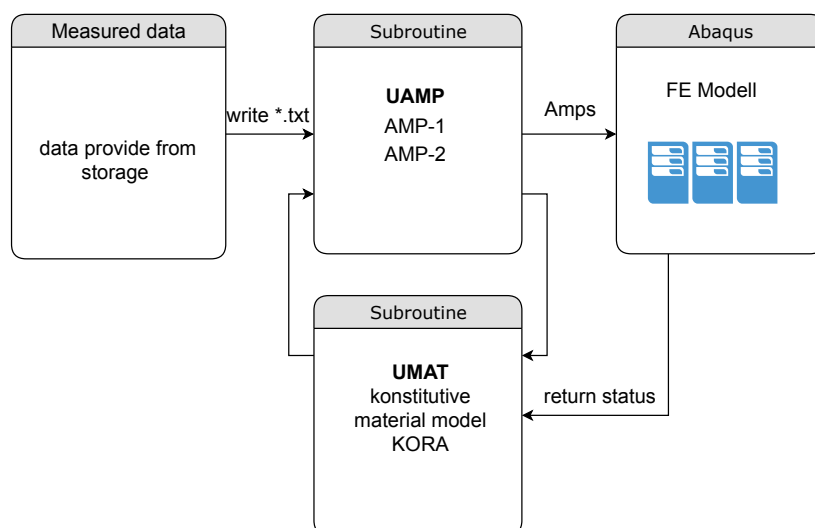 Measured data
data provide from
storage
write *.txt
Subroutine
UAMP
AMP-1
AMP-2
Amps
Abaqus
FE Modell
Subroutine
UMAT
konstitutive
material model
KORA
return status